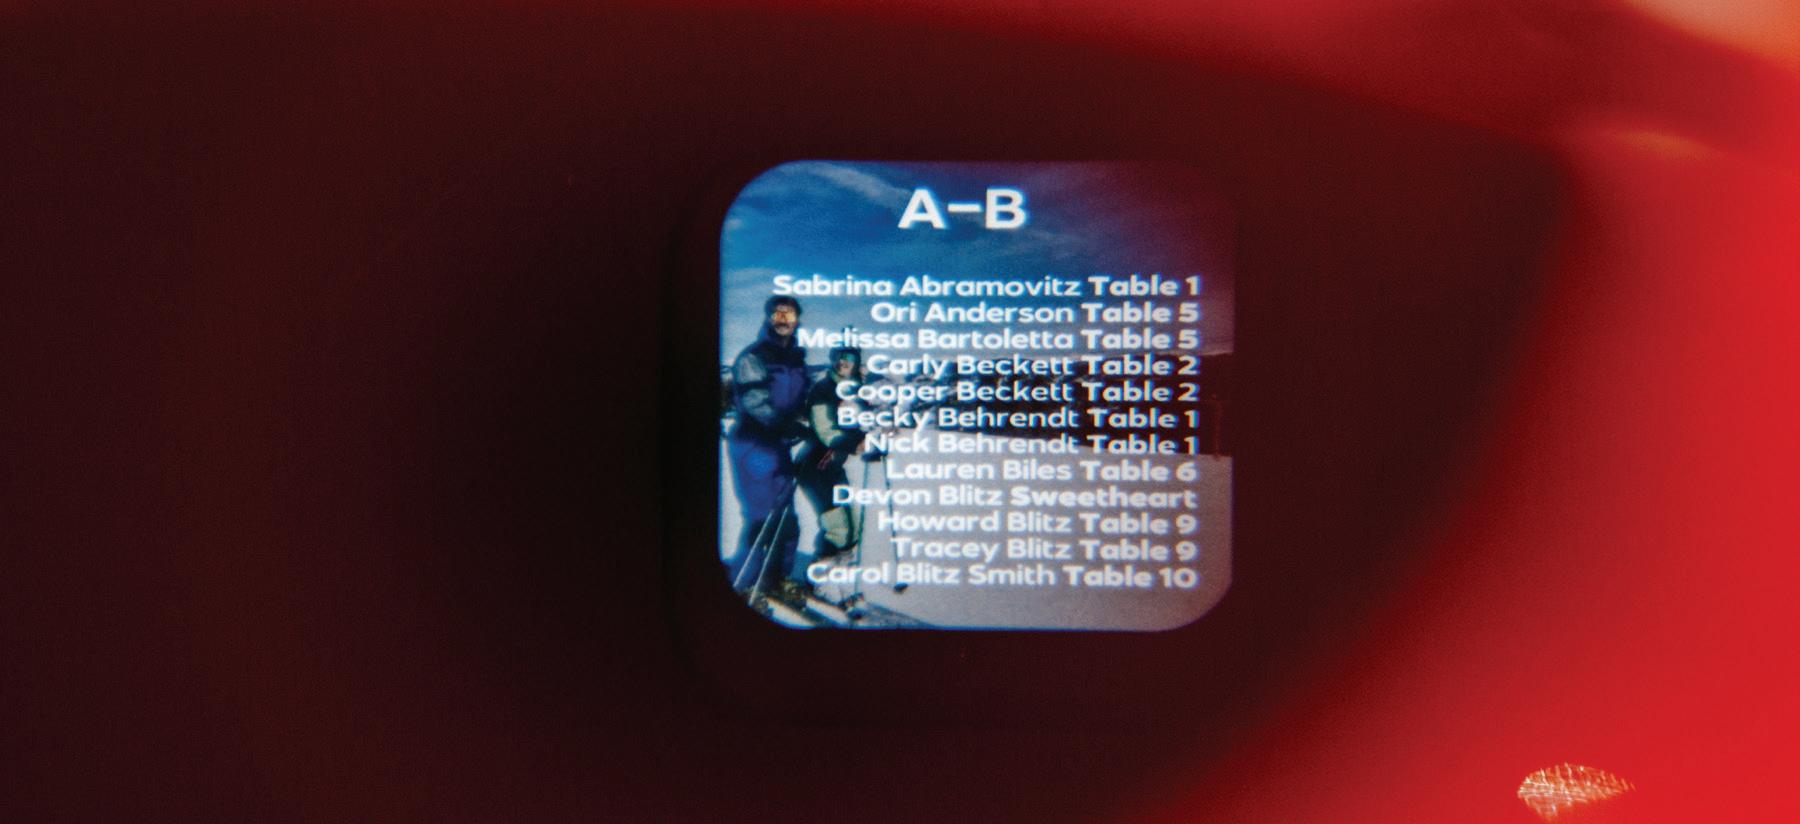 A–B
Sabrina Abramovitz Table 1
Ori Anderson Table 5
Melissa Bartoletta Table 5
Carly Beckett Table 2
Cooper Beckett Table 2
Becky Behrendt Table 1
Nick Behrendt Table 1
Lauren Biles Table 6
Devon Blitz Sweetheart
Howard Blitz Table 9
Tracey Blitz Table 9
Carol Blitz Smith Table 10